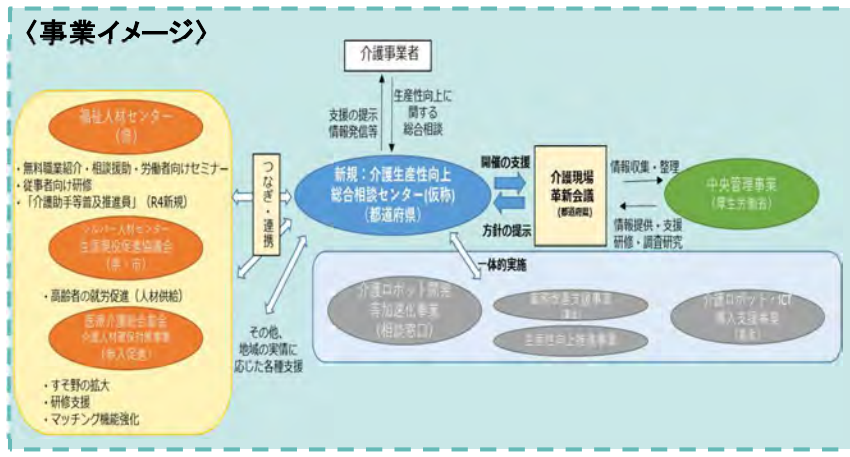 〈事業イメージ〉
介護事業者
支援の提示
情報発信等
生産性向上に
関する
総合相談
福祉人材センター
(県)
・無料職業紹介・相談援助・労働者向けセミナー
・従事者向け研修
・「介護助手等普及推進員」（R4新規）
シルバー人材センター
生涯現役促進協議会
(県・市)
・高齢者の就労促進（人材供給）
医療介護総合基金
介護人材確保対策事業
(参入促進)
・すそ野の拡大
・研修支援
・マッチング機能強化
つなぎ・連携
新規：介護生産性向上
総合相談センター(仮称)
（都道府県）
開催の支援
方針の提示
介護現場
革新会議
(都道府県)
情報収集・整理
情報提供・支援
研修・調査研究
中央管理事業
（厚生労働省）
一体的実施
その他、
地域の実情に
応じた各種支援
介護ロボット開発
等加速化事業
(相談窓口)
業務改善支援事業
生産性向上推進事業
介護ロボット・ICT
導入支援事業